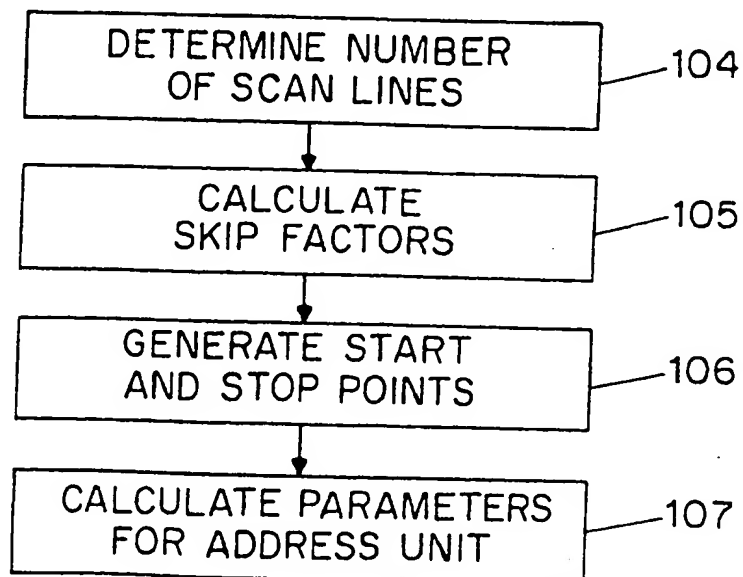 DETERMINE NUMBER
OF SCAN LINES
104
CALCULATE
SKIP FACTORS
105
GENERATE START
AND STOP POINTS
106
CALCULATE PARAMETERS
FOR ADDRESS UNIT
107